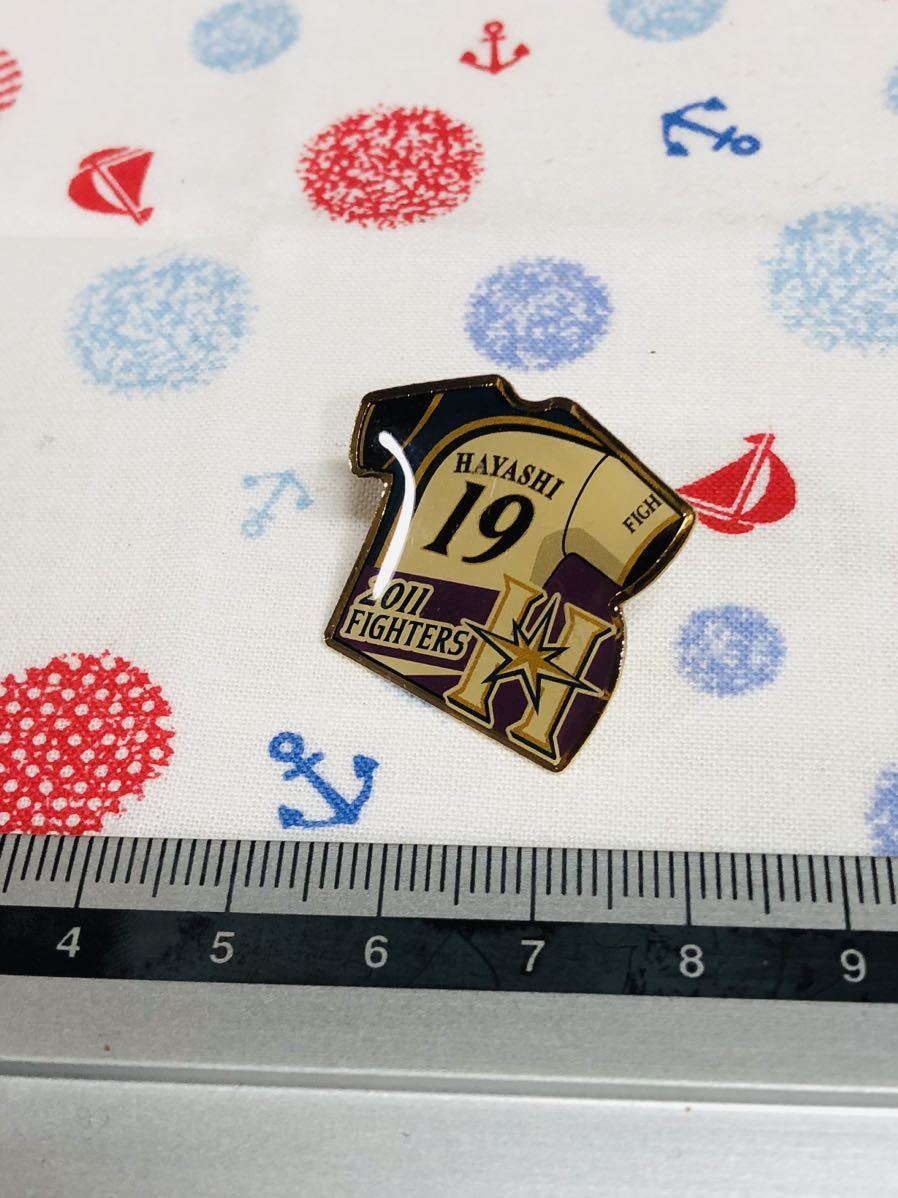 HAYASHI
19
FIGH
2011
FIGHTERS
H
4 5 6 7 8 9